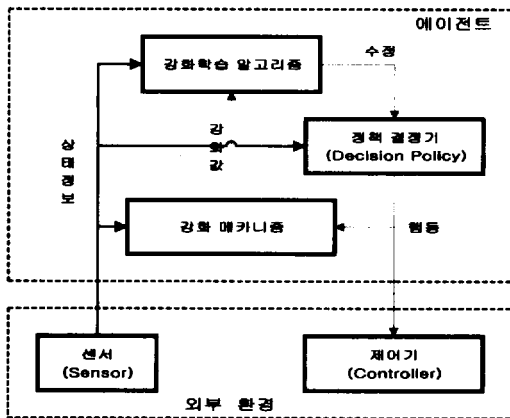 에이전트
강화학습 알고리즘
수정
강화값
정책 결정기
(Decision Policy)
상태정보
강화 메카니즘
행동
센서
(Sensor)
제어기
(Controller)
외부 환경